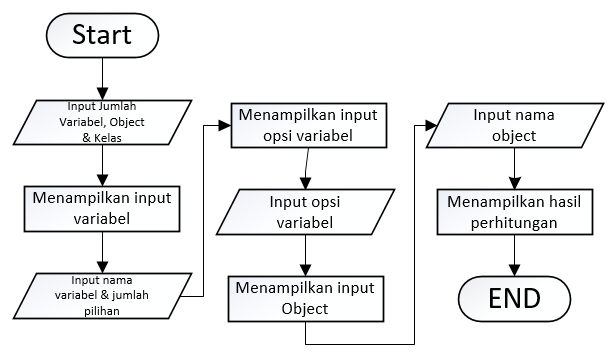 Start
Input Jumlah
Variabel, Object
& Kelas
Menampilkan input
variabel
Input nama
variabel & jumlah
pilihan
Menampilkan input
opsi variabel
Input opsi
variabel
Menampilkan input
Object
Input nama
object
Menampilkan hasil
perhitungan
END